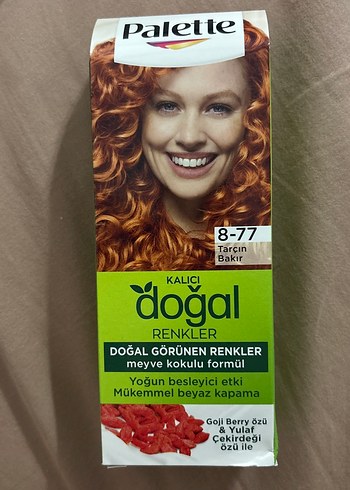 Palette
8-77
Tarçın
Bakır
KALICI
doğal
RENKLER
DOĞAL GÖRÜNEN RENKLER
meyve kokulu formül
Yoğun besleyici etki
Mükemmel beyaz kapama
Goji Berry özü
& Yulaf
Çekirdeği
özü ile